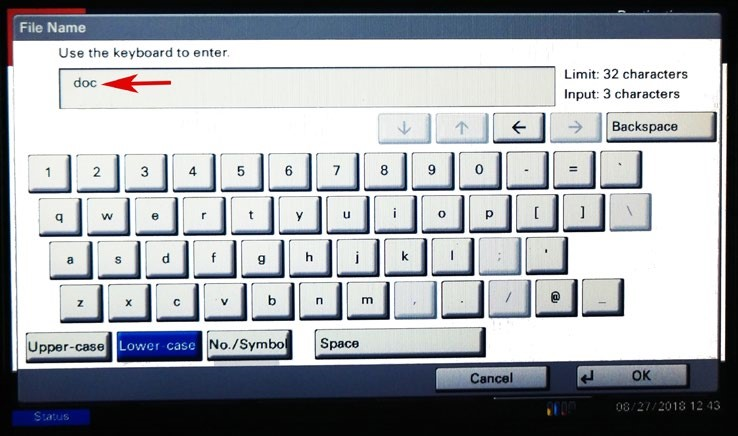 File Name
Use the keyboard to enter.
doc
Limit: 32 characters
Input: 3 characters
↓ ↑ ← → Backspace
1 2 3 4 5 6 7 8 9 0 - = `
q w e r t y u i o p [ ] \
a s d f g h j k l ; '
z x c v b n m , . / @ _
Upper-case Lower-case No./Symbol Space
Cancel ↵ OK
Status 08/27/2018 12:43